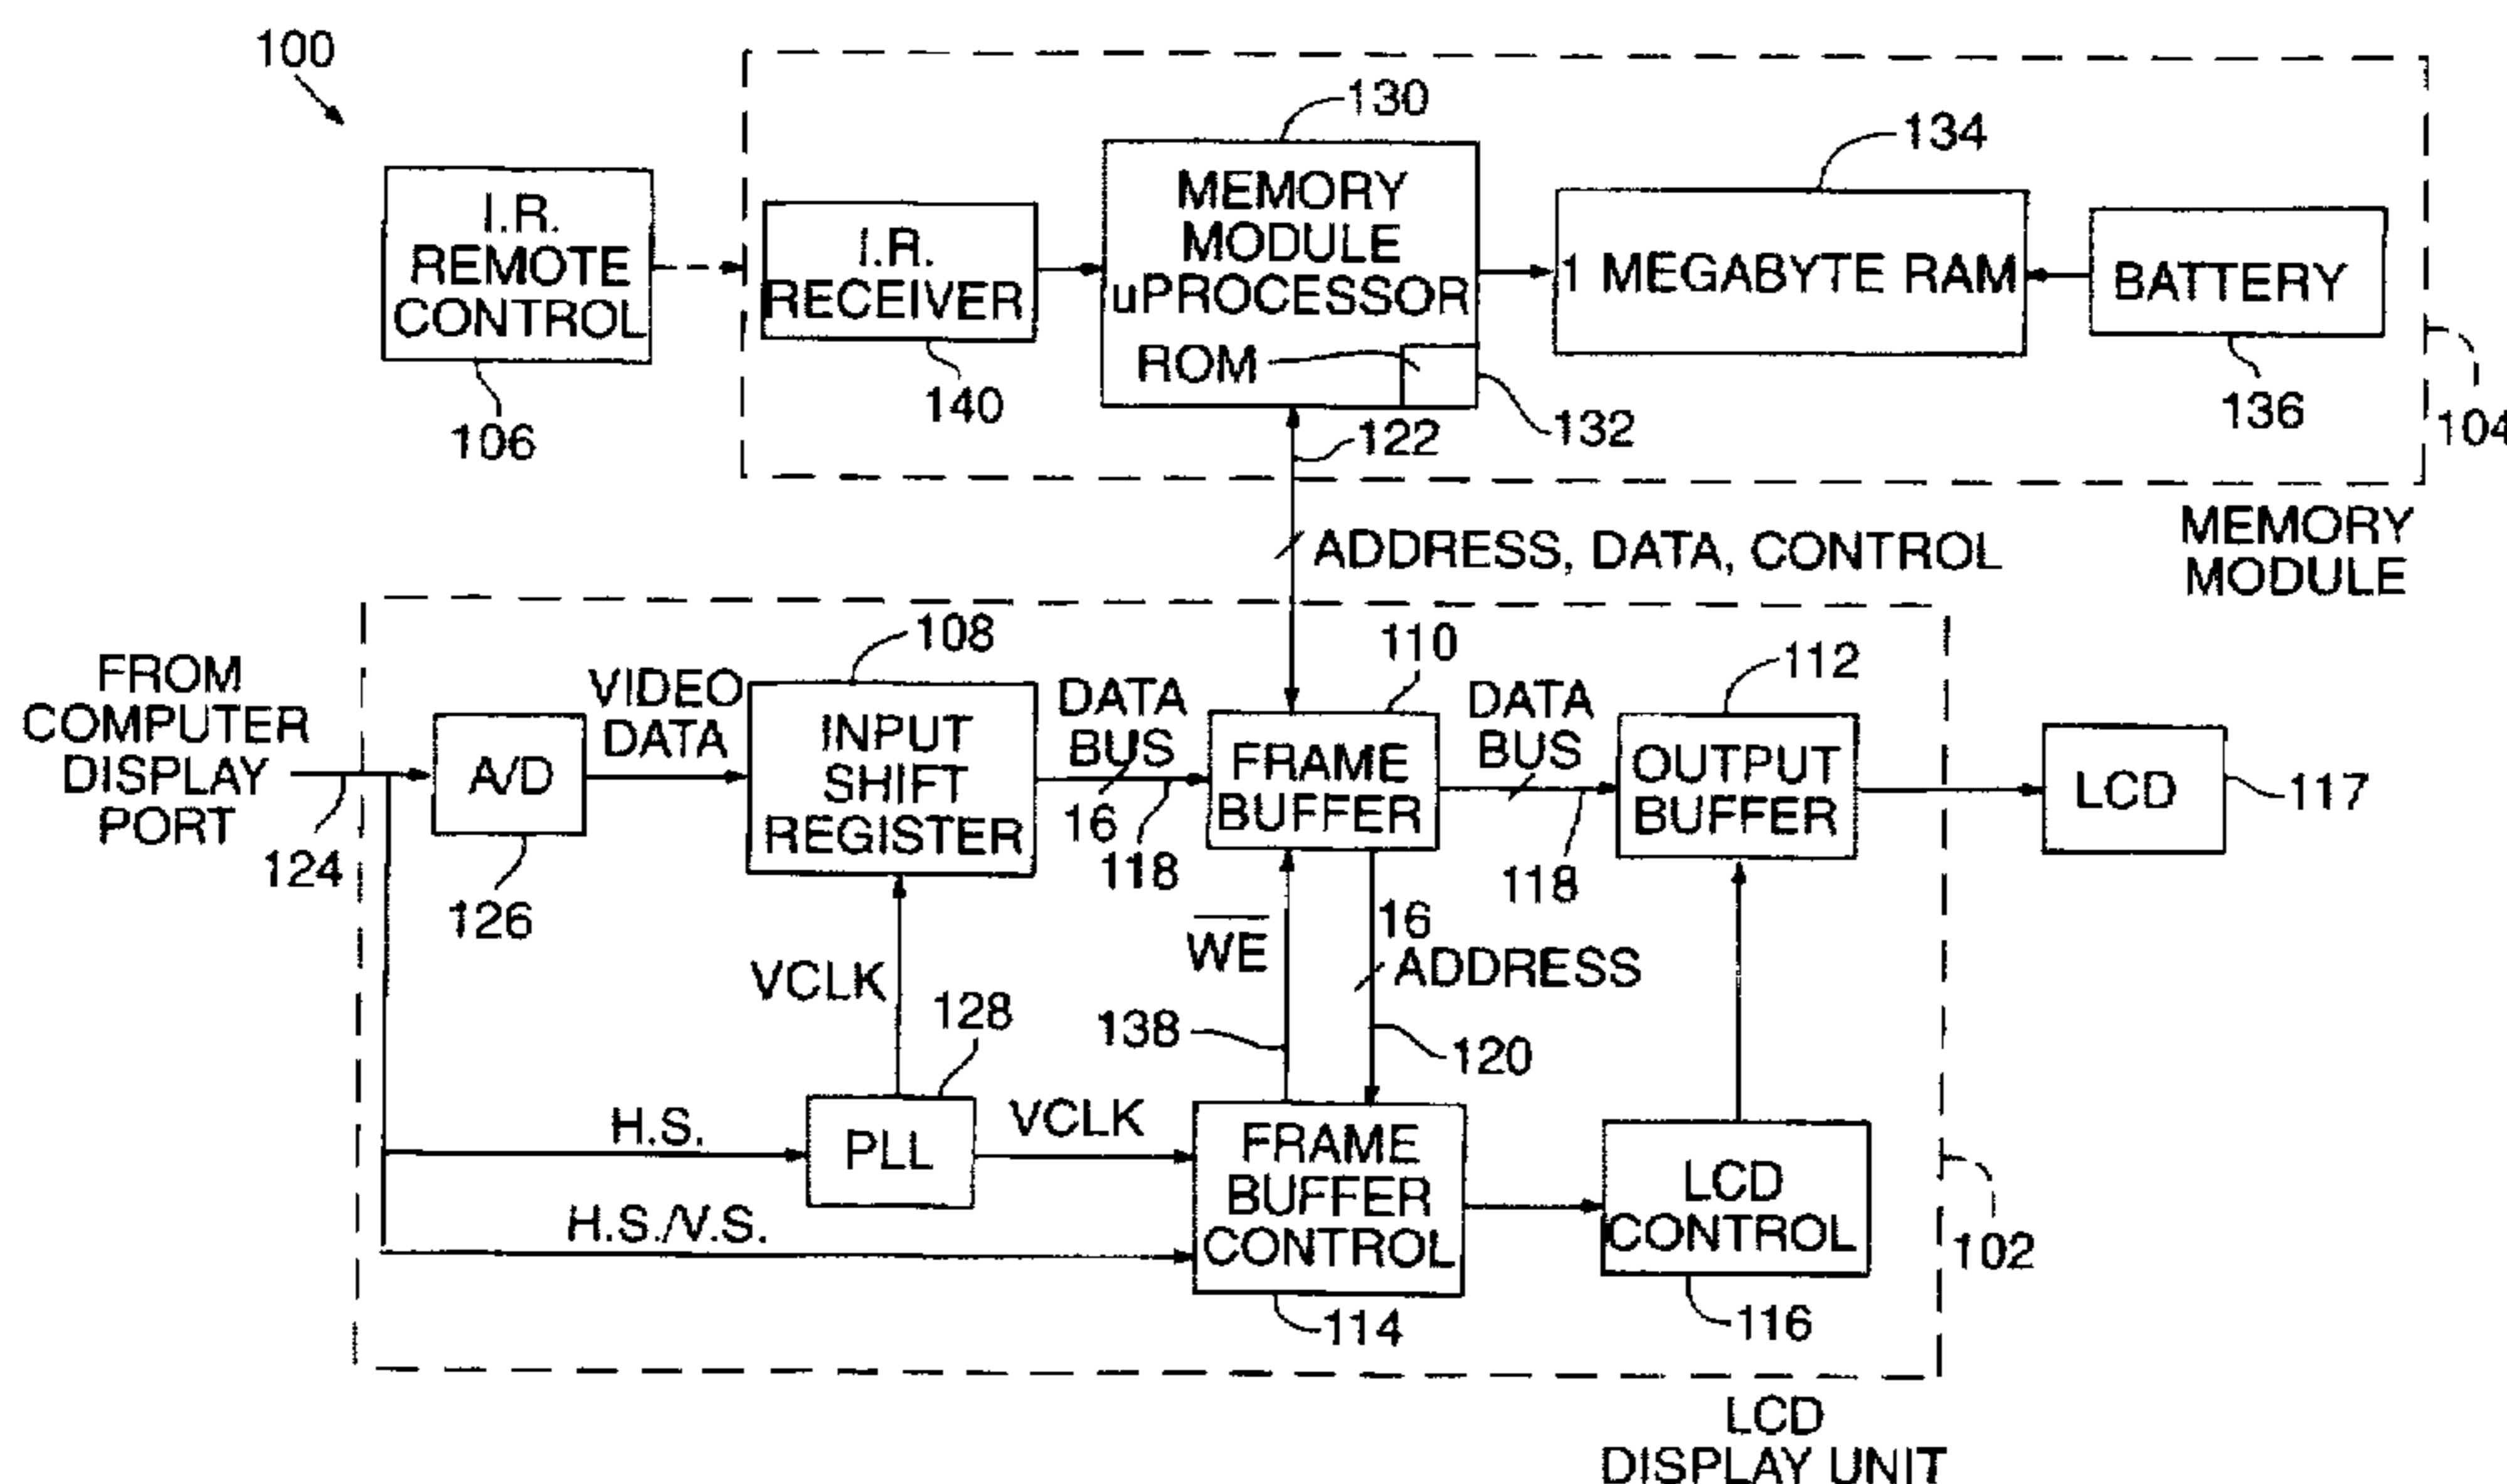 100
130
134
I.R.
REMOTE
CONTROL
106
I.R.
RECEIVER
140
MEMORY
MODULE
uPROCESSOR
ROM
132
122
1 MEGABYTE RAM
BATTERY
136
104
MEMORY
MODULE
ADDRESS, DATA, CONTROL
FROM
COMPUTER
DISPLAY
PORT
124
A/D
126
VIDEO
DATA
108
INPUT
SHIFT
REGISTER
DATA
BUS
16
118
110
FRAME
BUFFER
DATA
BUS
118
112
OUTPUT
BUFFER
LCD
117
VCLK
128
WE
138
16
ADDRESS
120
H.S.
PLL
VCLK
H.S./V.S.
FRAME
BUFFER
CONTROL
114
LCD
CONTROL
116
102
LCD
DISPLAY UNIT